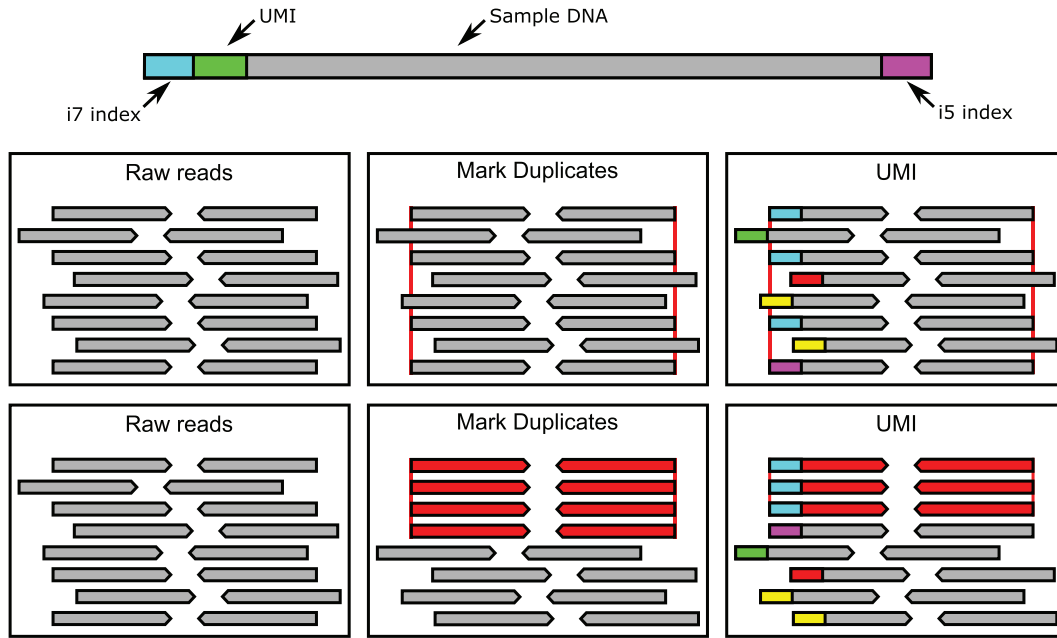 UMI
Sample DNA
i7 index
i5 index
Raw reads
Mark Duplicates
UMI
Raw reads
Mark Duplicates
UMI